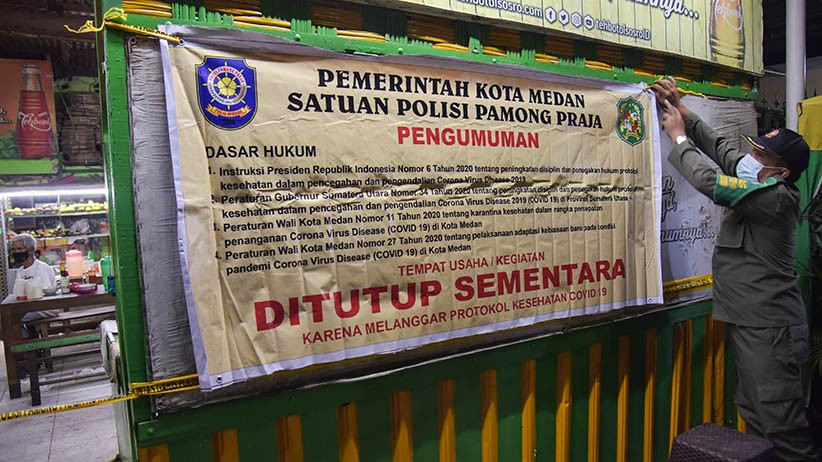 tehbotolsosro
tehbotolsosroID
Tehbotol
PEMERINTAH KOTA MEDAN
SATUAN POLISI PAMONG PRAJA
PENGUMUMAN
DASAR HUKUM
1. Instruksi Presiden Republik Indonesia Nomor 6 Tahun 2020 tentang peningkatan disiplin dan penegakan hukum protokol
kesehatan dalam pencegahan dan pengendalian Corona Virus Disease 2019
2. Peraturan Gubernur Sumatera Utara Nomor 34 Tahun 2020 tentang peningkatan disiplin dan penegakan hukum protokol
kesehatan dalam pencegahan dan pengendalian Corona Virus Disease 2019 (COVID 19) di Provinsi Sumatera Utara
3. Peraturan Wali Kota Medan Nomor 11 Tahun 2020 tentang karantina kesehatan dalam rangka percepatan
penanganan Corona Virus Disease (COVID 19) di Kota Medan
4. Peraturan Wali Kota Medan Nomor 27 Tahun 2020 tentang pelaksanaan adaptasi kebiasaan baru pada kondisi
pandemi Corona Virus Disease (COVID 19) di Kota Medan
TEMPAT USAHA / KEGIATAN
DITUTUP SEMENTARA
KARENA MELANGGAR PROTOKOL KESEHATAN COVID 19